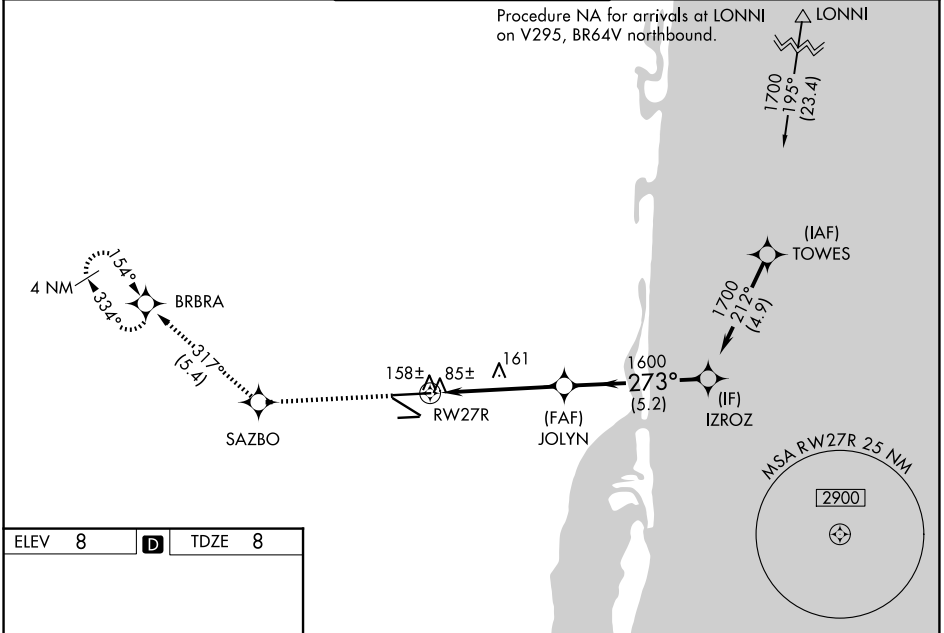 Procedure NA for arrivals at LONNI
on V295, BR64V northbound.
LONNI
1700
195°
(23.4)
(IAF)
TOWES
1700
212°
(4.9)
154°
4 NM
334°
BRBRA
317°
(5.4)
SAZBO
158±
85±
161
RW27R
(FAF)
JOLYN
1600
273°
(5.2)
(IF)
IZROZ
MSA RW27R 25 NM
2900
ELEV 8 D TDZE 8